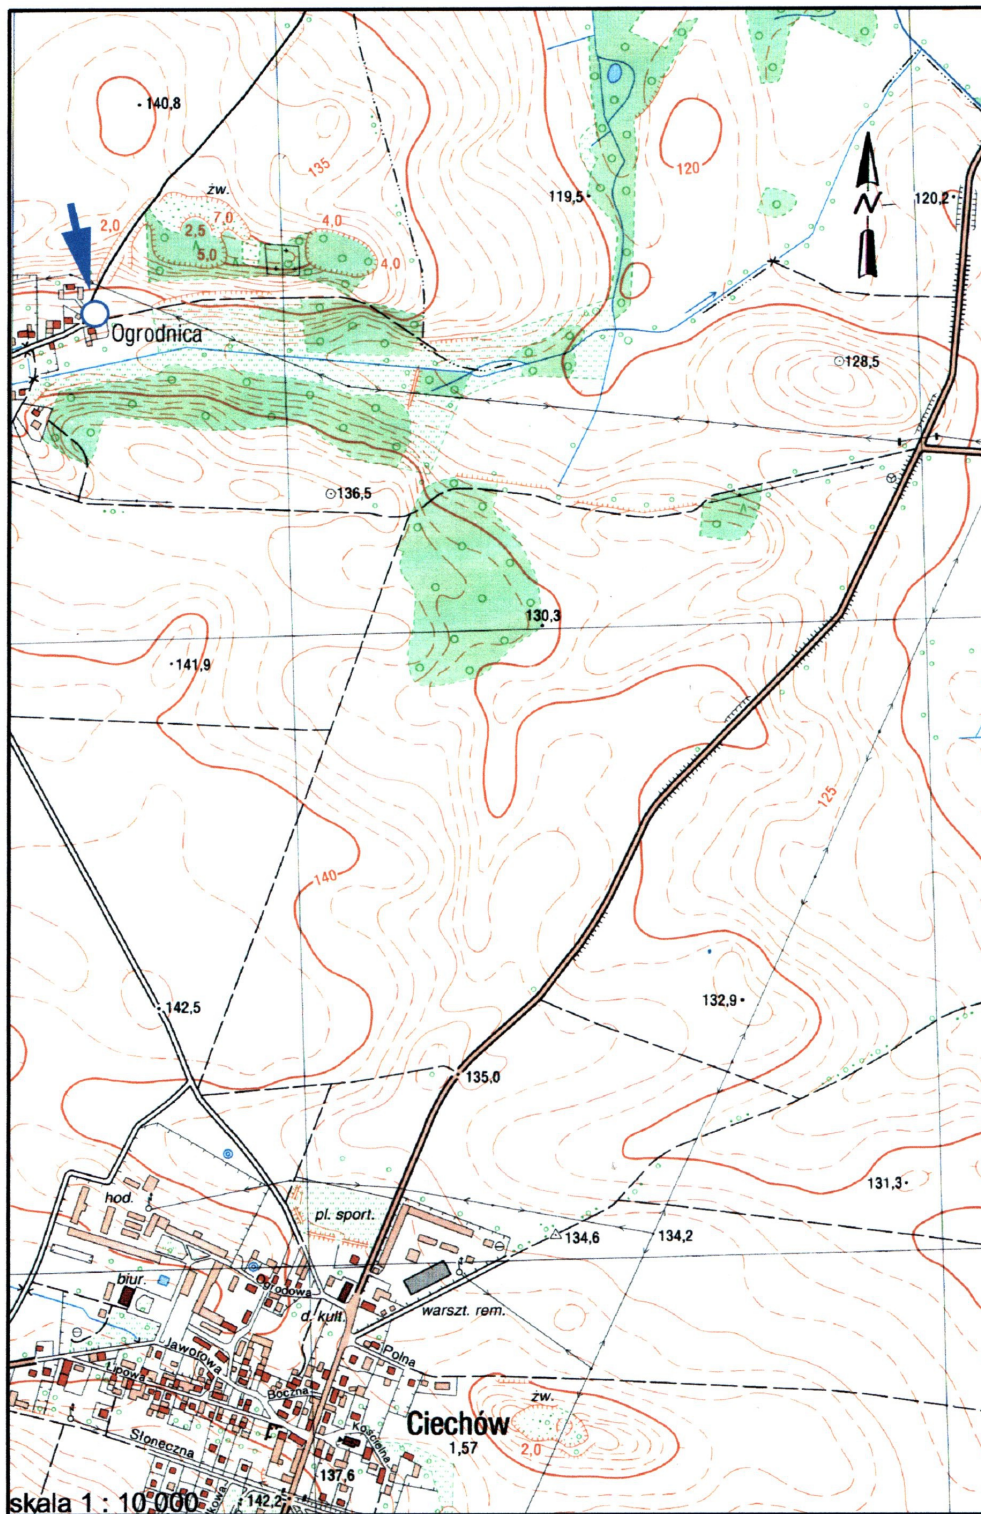 140,8
135
120
żw.
119,5
120,2
N
2,0
7,0
4,0
2,5
5,0
4,0
Ogrodnica
128,5
136,5
130,3
141,9
125
140
142,5
132,9
135,0
131,3
hod.
pl. sport.
134,6
134,2
biur.
Ogrodowa
d. kult.
warsz. rem.
Jaworowa
Polna
Lipowa
Boczna
żw.
Ciechów
1,57
Kościelna
2,0
Słoneczna
137,6
142,2
skala 1 : 10 000